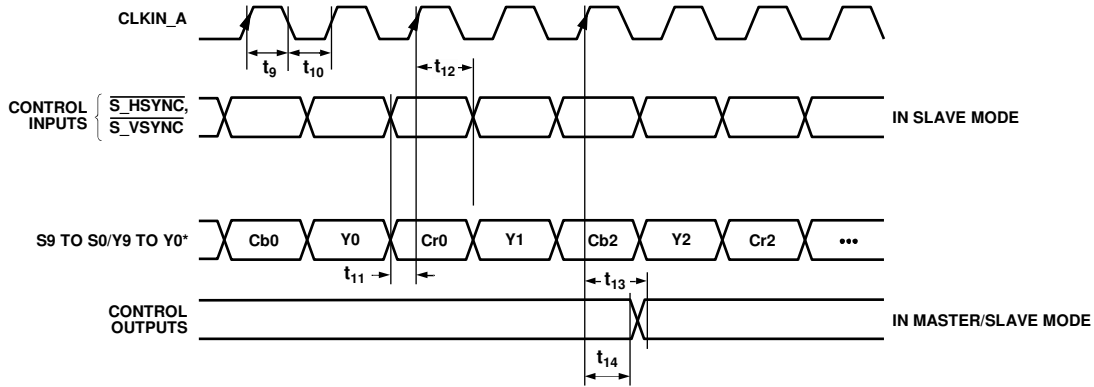 CLKIN_A
t9
t10
t12
CONTROL INPUTS
S_HSYNC,
S_VSYNC
IN SLAVE MODE
S9 TO S0/Y9 TO Y0*
Cb0
Y0
Cr0
Y1
Cb2
Y2
Cr2
•••
t11
t13
CONTROL
OUTPUTS
IN MASTER/SLAVE MODE
t14